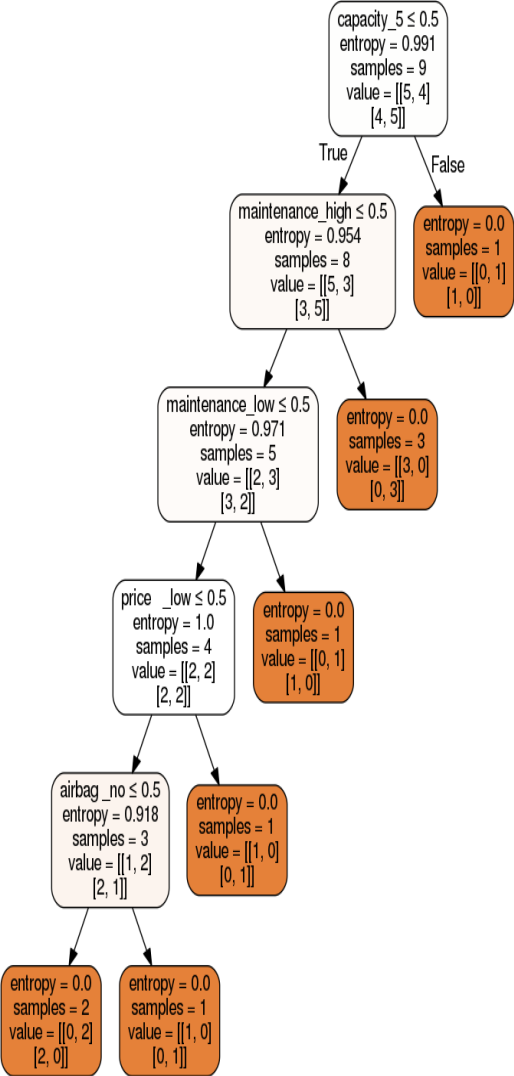 capacity_5 ≤ 0.5
entropy = 0.991
samples = 9
value = [[5, 4]
[4, 5]]
True
False
maintenance_high ≤ 0.5
entropy = 0.954
samples = 8
value = [[5, 3]
[3, 5]]
entropy = 0.0
samples = 1
value = [[0, 1]
[1, 0]]
maintenance_low ≤ 0.5
entropy = 0.971
samples = 5
value = [[2, 3]
[3, 2]]
entropy = 0.0
samples = 3
value = [[3, 0]
[0, 3]]
price _low ≤ 0.5
entropy = 1.0
samples = 4
value = [[2, 2]
[2, 2]]
entropy = 0.0
samples = 1
value = [[0, 1]
[1, 0]]
airbag _no ≤ 0.5
entropy = 0.918
samples = 3
value = [[1, 2]
[2, 1]]
entropy = 0.0
samples = 1
value = [[1, 0]
[0, 1]]
entropy = 0.0
samples = 2
value = [[0, 2]
[2, 0]]
entropy = 0.0
samples = 1
value = [[1, 0]
[0, 1]]